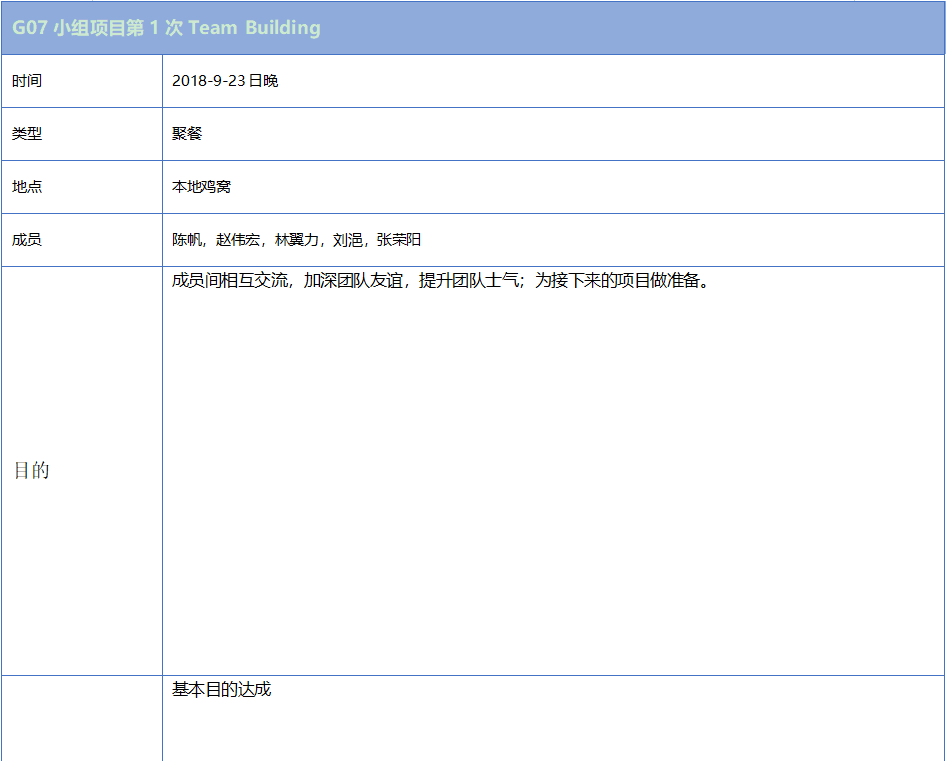 G07 小组项目第 1 次 Team Building
时间 2018-9-23 日晚
类型 聚餐
地点 本地鸡窝
成员 陈帆，赵伟宏，林翼力，刘浥，张荣阳
成员间相互交流，加深团队友谊，提升团队士气；为接下来的项目做准备。
目的
基本目的达成